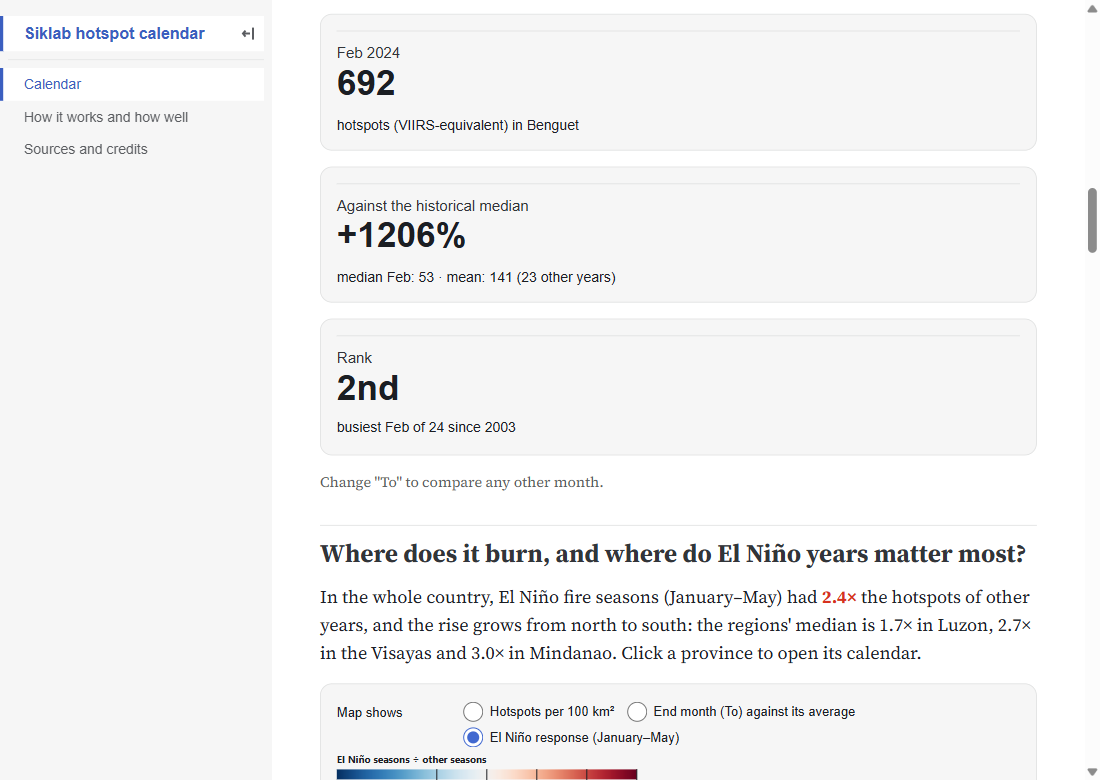 Siklab hotspot calendar
Calendar
How it works and how well
Sources and credits
Feb 2024
692
hotspots (VIIRS-equivalent) in Benguet
Against the historical median
+1206%
median Feb: 53 · mean: 141 (23 other years)
Rank
2nd
busiest Feb of 24 since 2003
Change "To" to compare any other month.
Where does it burn, and where do El Niño years matter most?
In the whole country, El Niño fire seasons (January–May) had 2.4× the hotspots of other
years, and the rise grows from north to south: the regions' median is 1.7× in Luzon, 2.7×
in the Visayas and 3.0× in Mindanao. Click a province to open its calendar.
Map shows
Hotspots per 100 km²
End month (To) against its average
El Niño response (January–May)
El Niño seasons ÷ other seasons